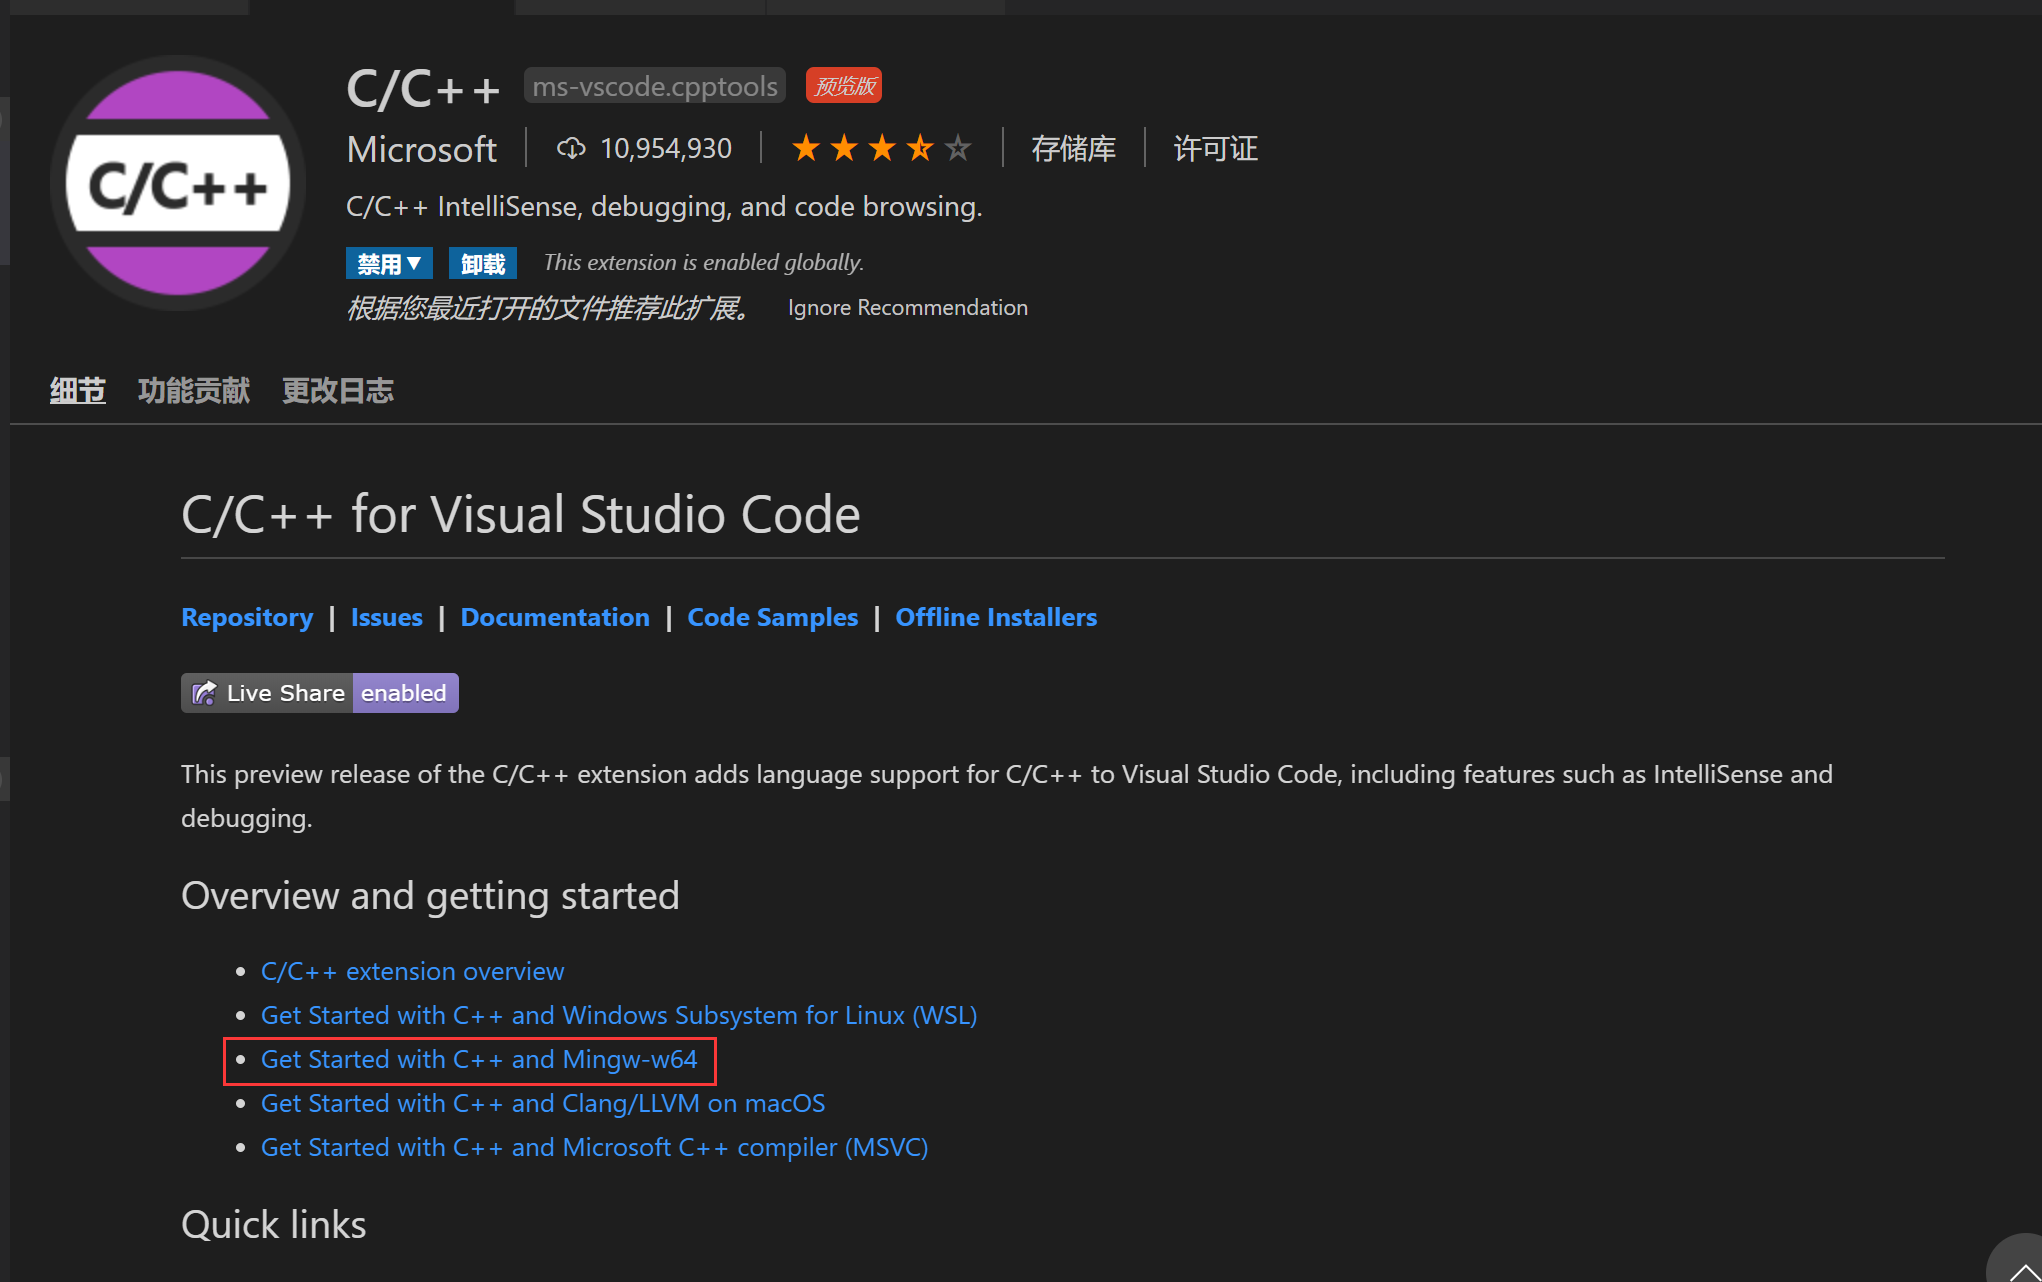 C/C++ ms-vscode.cpptools 预览版
C/C++
Microsoft 10,954,930 存储库 许可证
C/C++ IntelliSense, debugging, and code browsing.
禁用 卸载 This extension is enabled globally.
根据您最近打开的文件推荐此扩展。 Ignore Recommendation
细节 功能贡献 更改日志
C/C++ for Visual Studio Code
Repository | Issues | Documentation | Code Samples | Offline Installers
Live Share enabled
This preview release of the C/C++ extension adds language support for C/C++ to Visual Studio Code, including features such as IntelliSense and
debugging.
Overview and getting started
C/C++ extension overview
Get Started with C++ and Windows Subsystem for Linux (WSL)
Get Started with C++ and Mingw-w64
Get Started with C++ and Clang/LLVM on macOS
Get Started with C++ and Microsoft C++ compiler (MSVC)
Quick links